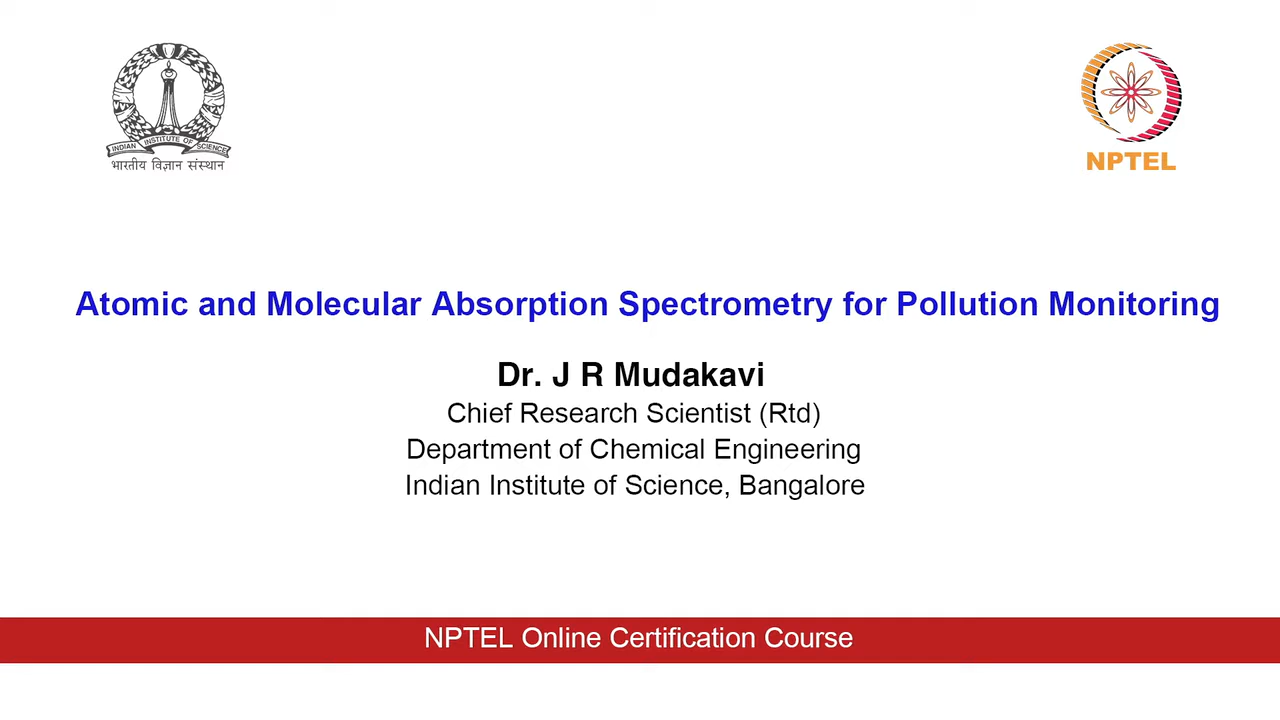 INDIAN INSTITUTE OF SCIENCE
भारतीय विज्ञान संस्थान
NPTEL
Atomic and Molecular Absorption Spectrometry for Pollution Monitoring
Dr. J R Mudakavi
Chief Research Scientist (Rtd)
Department of Chemical Engineering
Indian Institute of Science, Bangalore
NPTEL Online Certification Course